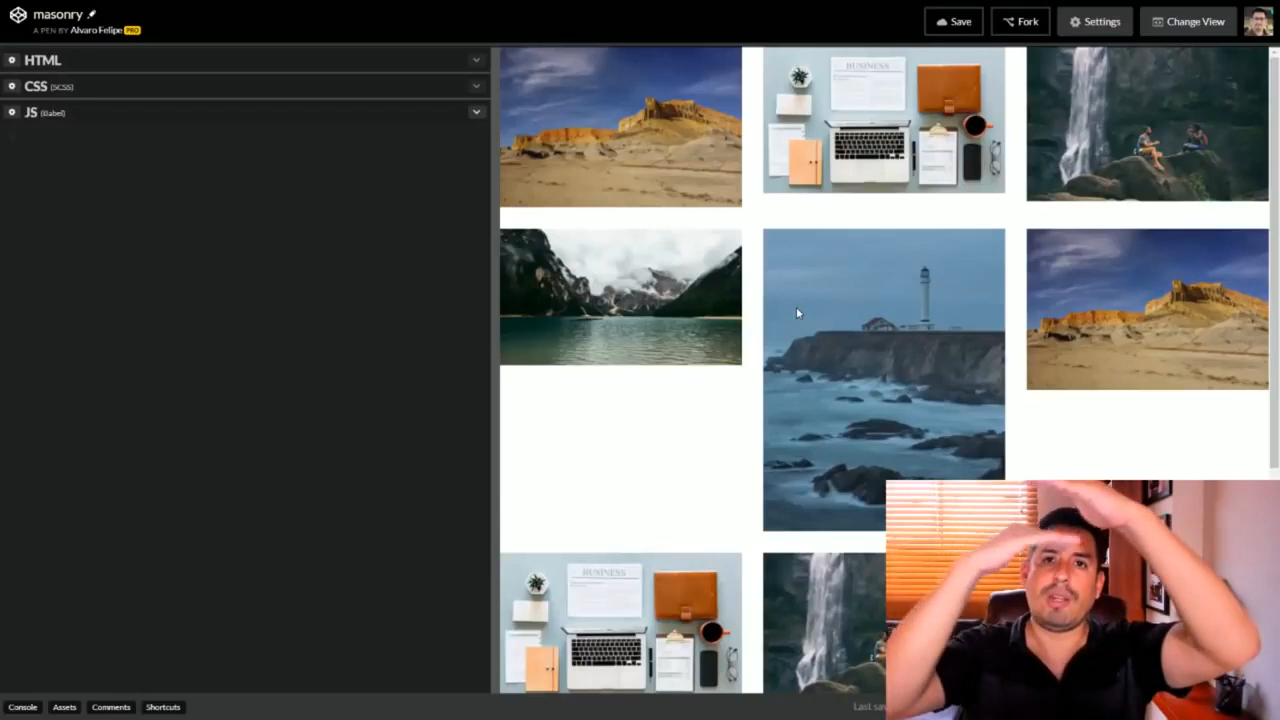 masonry
A PEN BY Alvaro Felipe PRO
Save
Fork
Settings
Change View
HTML
CSS (SCSS)
JS (Babel)
BUSINESS
BUSINESS
Console
Assets
Comments
Shortcuts
Last